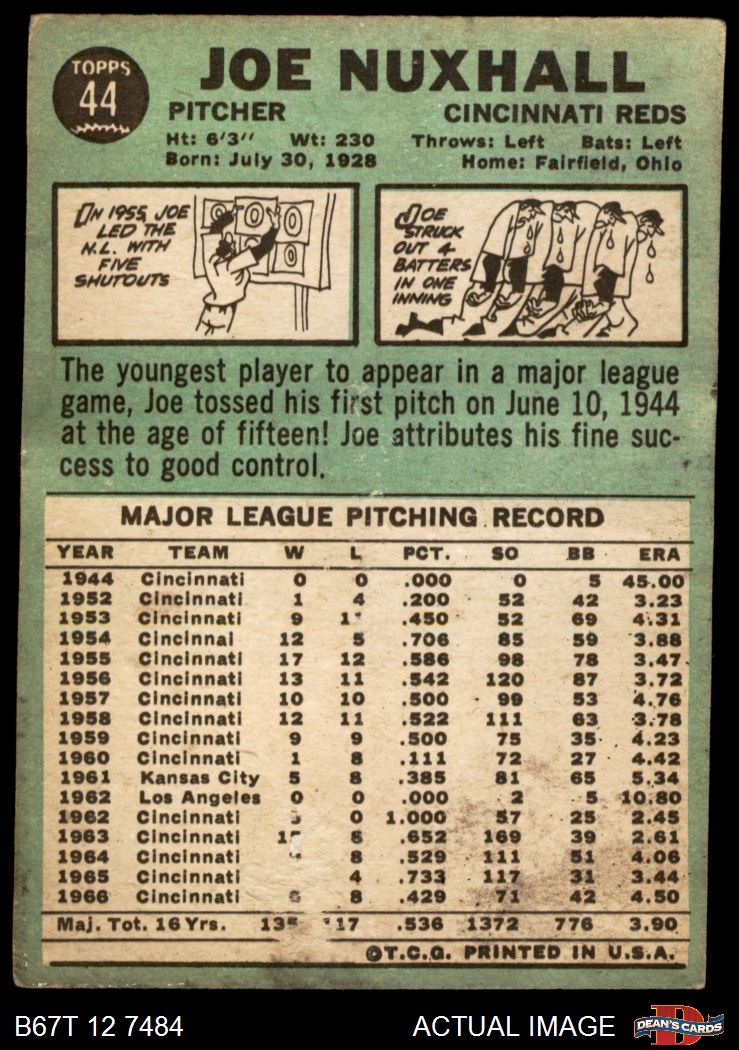 TOPPS
44
JOE NUXHALL
PITCHER CINCINNATI REDS
Ht: 6'3" Wt: 230 Throws: Left Bats: Left
Born: July 30, 1928 Home: Fairfield, Ohio
IN 1955, JOE
LED THE
N.L. WITH
FIVE
SHUTOUTS
0 0 0
0
JOE
STRUCK
OUT 4
BATTERS
IN ONE
INNING
The youngest player to appear in a major league
game, Joe tossed his first pitch on June 10, 1944
at the age of fifteen! Joe attributes his fine suc-
cess to good control.
MAJOR LEAGUE PITCHING RECORD
YEAR TEAM W L PCT. SO BB ERA
1944 Cincinnati 0 0 .000 0 5 45.00
1952 Cincinnati 1 4 .200 52 42 3.23
1953 Cincinnati 9 .450 52 69 4.31
1954 Cincinnai 12 5 .706 85 59 3.88
1955 Cincinnati 17 12 .586 98 78 3.47
1956 Cincinnati 13 11 .542 120 87 3.72
1957 Cincinnati 10 10 .500 99 53 4.76
1958 Cincinnati 12 11 .522 111 63 3.78
1959 Cincinnati 9 9 .500 75 35 4.23
1960 Cincinnati 1 8 .111 72 27 4.42
1961 Kansas City 5 8 .385 81 65 5.34
1962 Los Angeles 0 0 .000 2 5 10.80
1962 Cincinnati 0 1.000 57 25 2.45
1963 Cincinnati 8 .652 169 39 2.61
1964 Cincinnati 8 .529 111 51 4.06
1965 Cincinnati 4 .733 117 31 3.44
1966 Cincinnati 6 8 .429 71 42 4.50
Maj. Tot. 16 Yrs. .536 1372 776 3.90
©T.C.G. PRINTED IN U.S.A.
B67T 12 7484 ACTUAL IMAGE DEAN'S CARDS